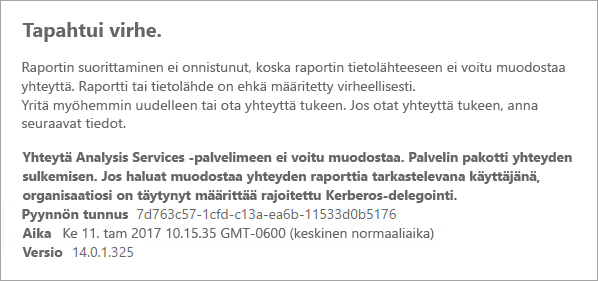 Tapahtui virhe.
Raportin suorittaminen ei onnistunut, koska raportin tietolähteeseen ei voitu muodostaa
yhteyttä. Raportti tai tietolähde on ehkä määritetty virheellisesti.
Yritä myöhemmin uudelleen tai ota yhteyttä tukeen. Jos otat yhteyttä tukeen, anna
seuraavat tiedot.
Yhteytä Analysis Services -palvelimeen ei voitu muodostaa. Palvelin pakotti yhteyden
sulkemisen. Jos haluat muodostaa yhteyden raporttia tarkastelevana käyttäjänä,
organisaatiosi on täytynyt määrittää rajoitettu Kerberos-delegointi.
Pyynnön tunnus 7d763c57-1cfd-c13a-ea6b-11533d0b5176
Aika Ke 11. tam 2017 10.15.35 GMT-0600 (keskinen normaaliaika)
Versio 14.0.1.325